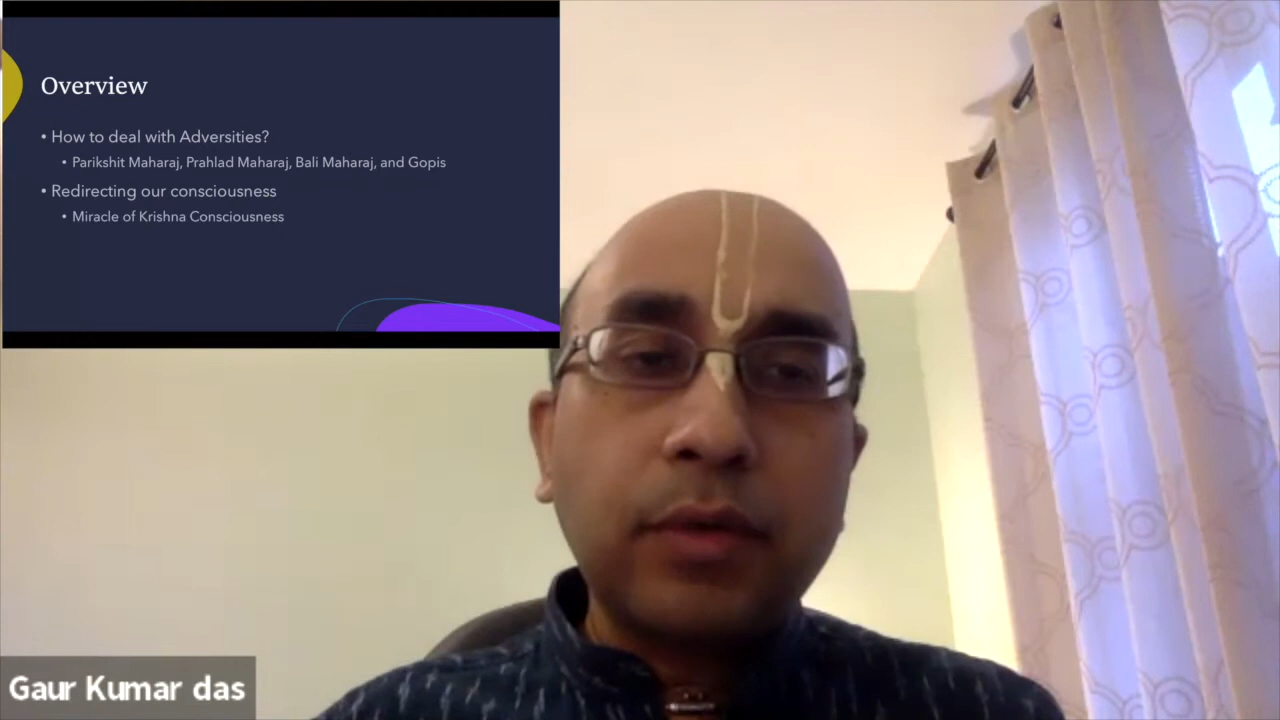 Overview
• How to deal with Adversities?
• Parikshit Maharaj, Prahlad Maharaj, Bali Maharaj, and Gopis
• Redirecting our consciousness
• Miracle of Krishna Consciousness
Gaur Kumar das